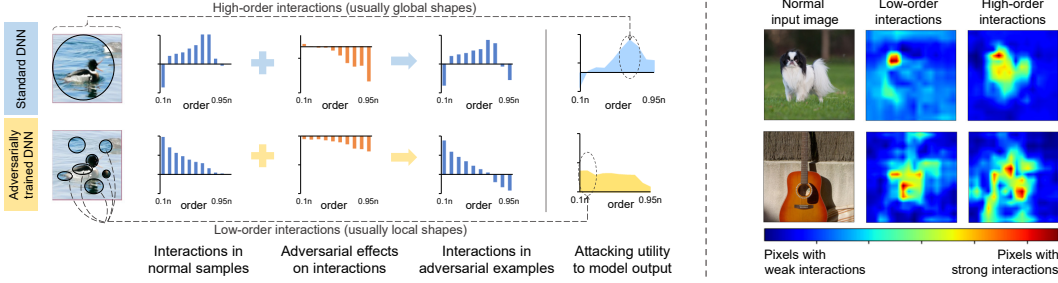 High-order interactions (usually global shapes)
Standard DNN
0.1n
0.95n
order
0.1n
0.95n
order
0.1n
0.95n
order
0.1n
0.95n
order
Adversarially
trained DNN
0.1n
0.95n
order
0.1n
0.95n
order
0.1n
0.95n
order
0.1n
0.95n
order
Low-order interactions (usually local shapes)
Interactions in
normal samples
Adversarial effects
on interactions
Interactions in
adversarial examples
Attacking utility
to model output
Normal
input image
Low-order
interactions
High-order
interactions
Pixels with
weak interactions
Pixels with
strong interactions